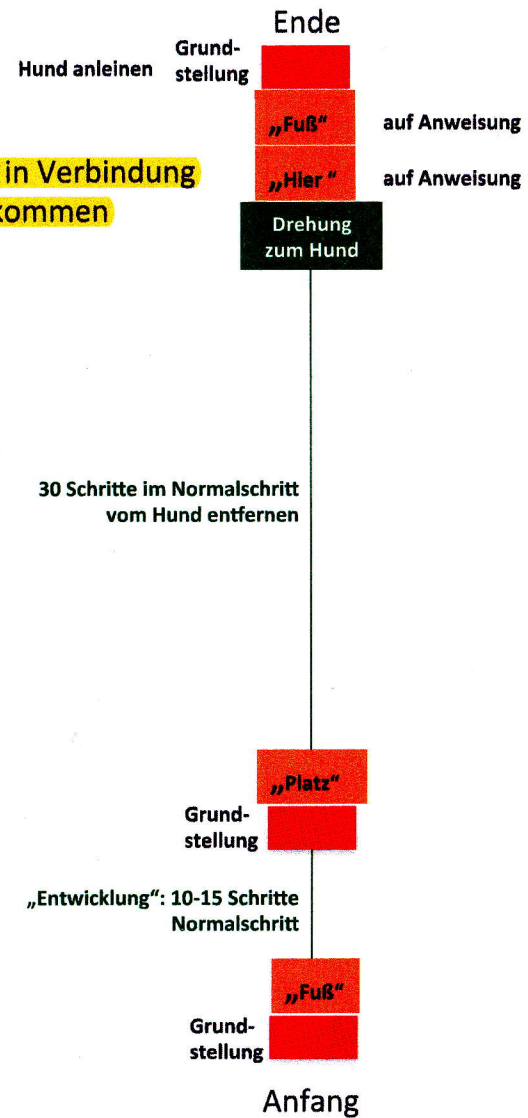 Ende
Hund anleinen
Grund-
stellung
„Fuß“ auf Anweisung
in Verbindung
kommen
„Hier “ auf Anweisung
Drehung
zum Hund
30 Schritte im Normalschritt
vom Hund entfernen
„Platz“
Grund-
stellung
„Entwicklung“: 10-15 Schritte
Normalschritt
„Fuß“
Grund-
stellung
Anfang